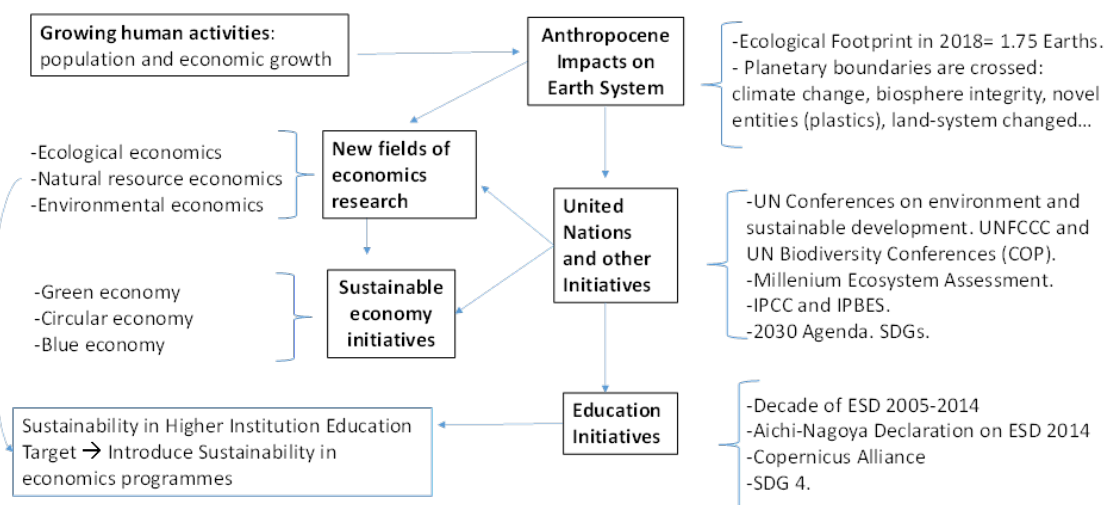 Growing human activities:
population and economic growth
Anthropocene
Impacts on
Earth System
-Ecological Footprint in 2018= 1.75 Earths.
- Planetary boundaries are crossed:
climate change, biosphere integrity, novel
entities (plastics), land-system changed…
-Ecological economics
-Natural resource economics
-Environmental economics
New fields of
economics
research
United
Nations
and other
Initiatives
-UN Conferences on environment and
sustainable development. UNFCCC and
UN Biodiversity Conferences (COP).
-Millenium Ecosystem Assessment.
-IPCC and IPBES.
-2030 Agenda. SDGs.
-Green economy
-Circular economy
-Blue economy
Sustainable
economy
initiatives
Sustainability in Higher Institution Education
Target → Introduce Sustainability in
economics programmes
Education
Initiatives
-Decade of ESD 2005-2014
-Aichi-Nagoya Declaration on ESD 2014
-Copernicus Alliance
-SDG 4.